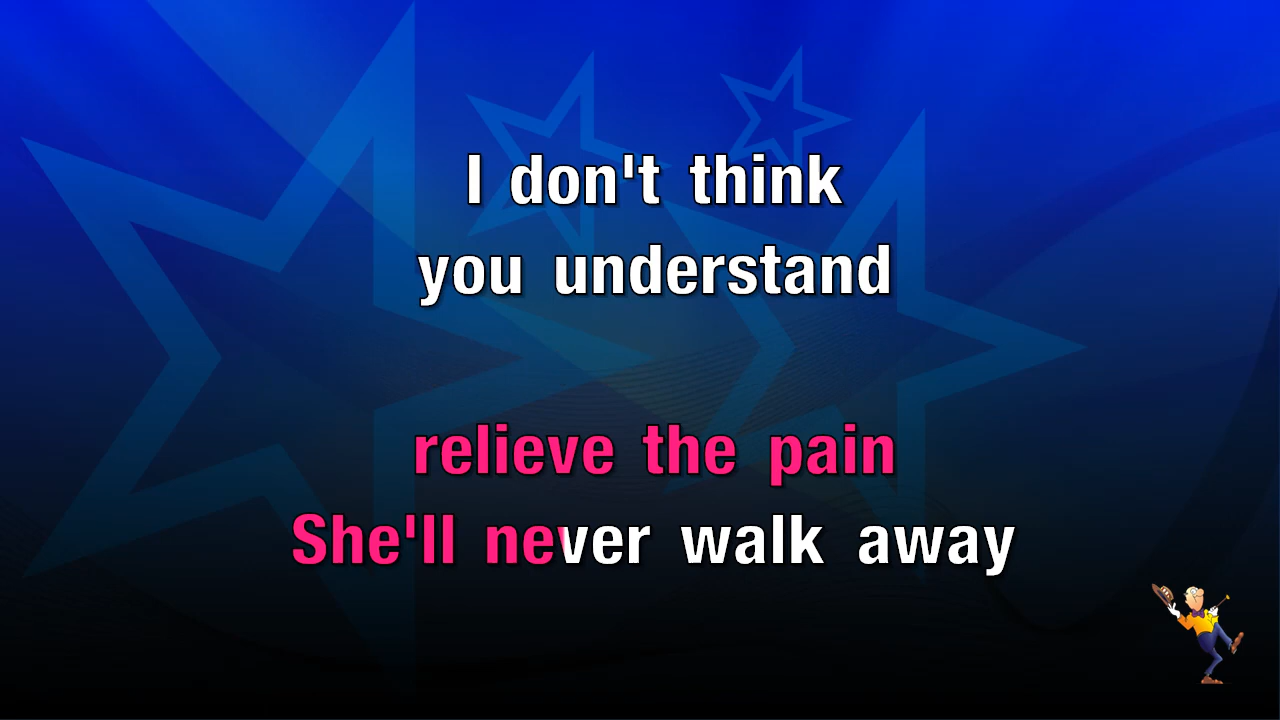 I don't think
you understand
relieve the pain
She'll never walk away